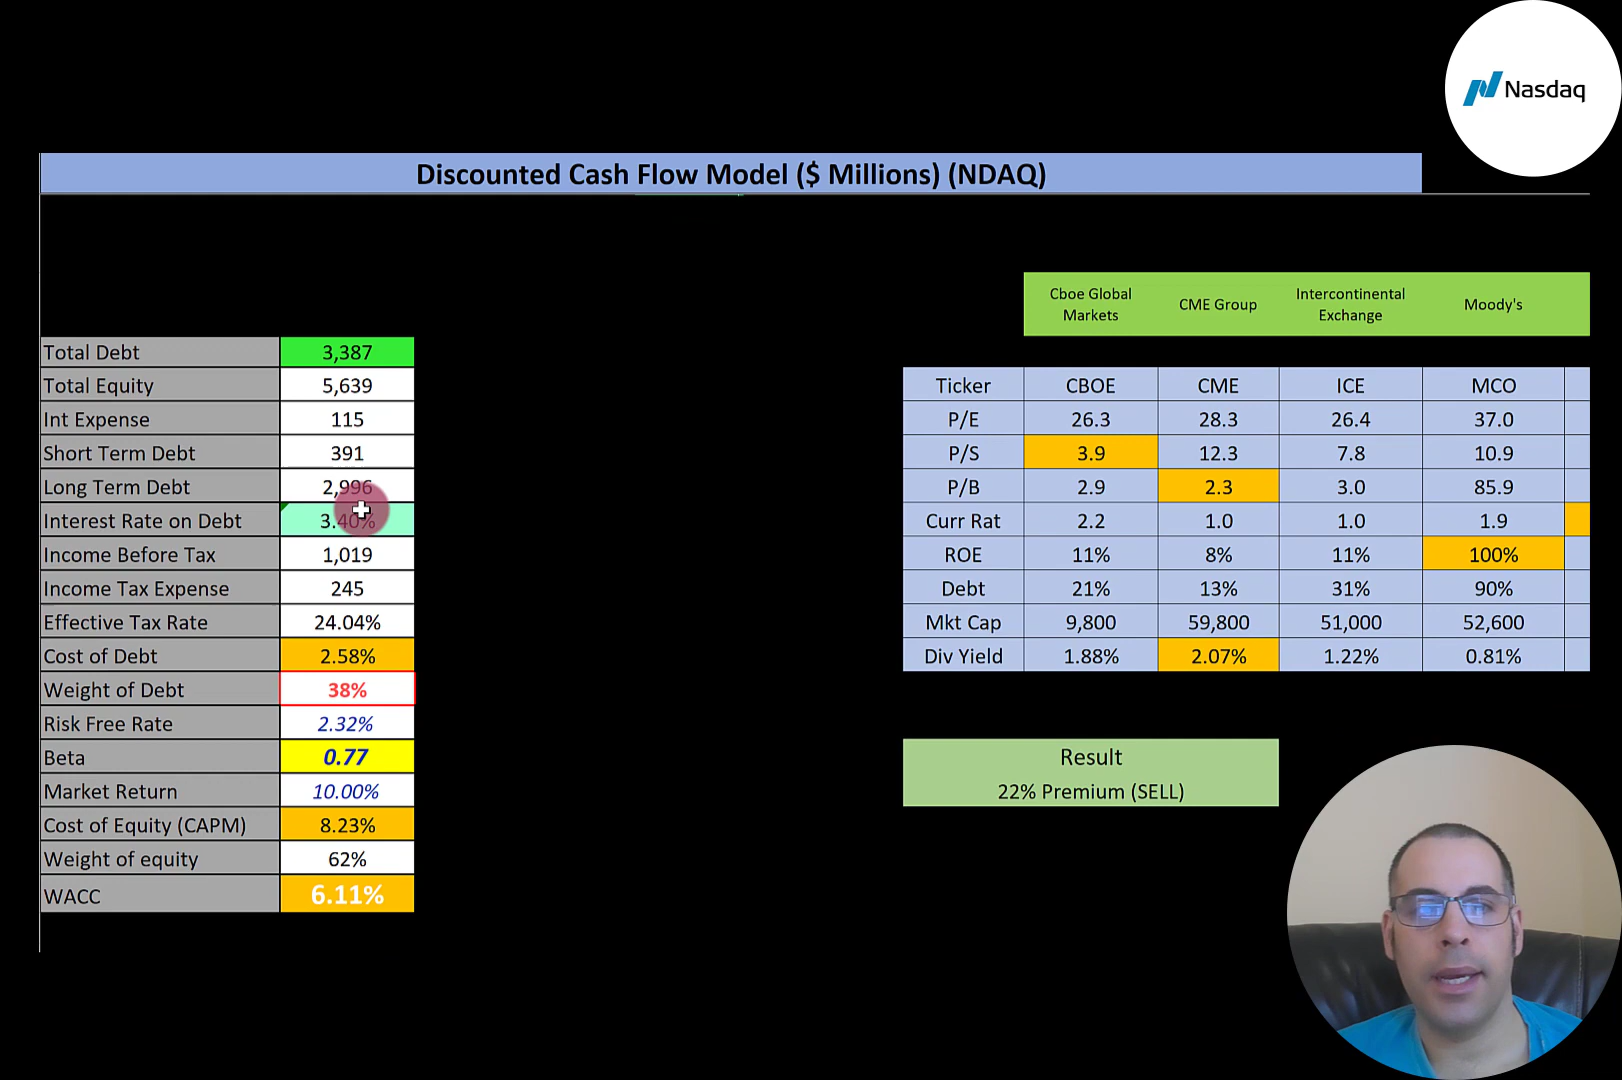 Nasdaq
Discounted Cash Flow Model ($ Millions) (NDAQ)
Cboe Global Markets CME Group Intercontinental Exchange Moody's
Total Debt 3,387
Total Equity 5,639
Int Expense 115
Short Term Debt 391
Long Term Debt 2,996
Interest Rate on Debt 3.40%
Income Before Tax 1,019
Income Tax Expense 245
Effective Tax Rate 24.04%
Cost of Debt 2.58%
Weight of Debt 38%
Risk Free Rate 2.32%
Beta 0.77
Market Return 10.00%
Cost of Equity (CAPM) 8.23%
Weight of equity 62%
WACC 6.11%
Ticker CBOE CME ICE MCO
P/E 26.3 28.3 26.4 37.0
P/S 3.9 12.3 7.8 10.9
P/B 2.9 2.3 3.0 85.9
Curr Rat 2.2 1.0 1.0 1.9
ROE 11% 8% 11% 100%
Debt 21% 13% 31% 90%
Mkt Cap 9,800 59,800 51,000 52,600
Div Yield 1.88% 2.07% 1.22% 0.81%
Result
22% Premium (SELL)